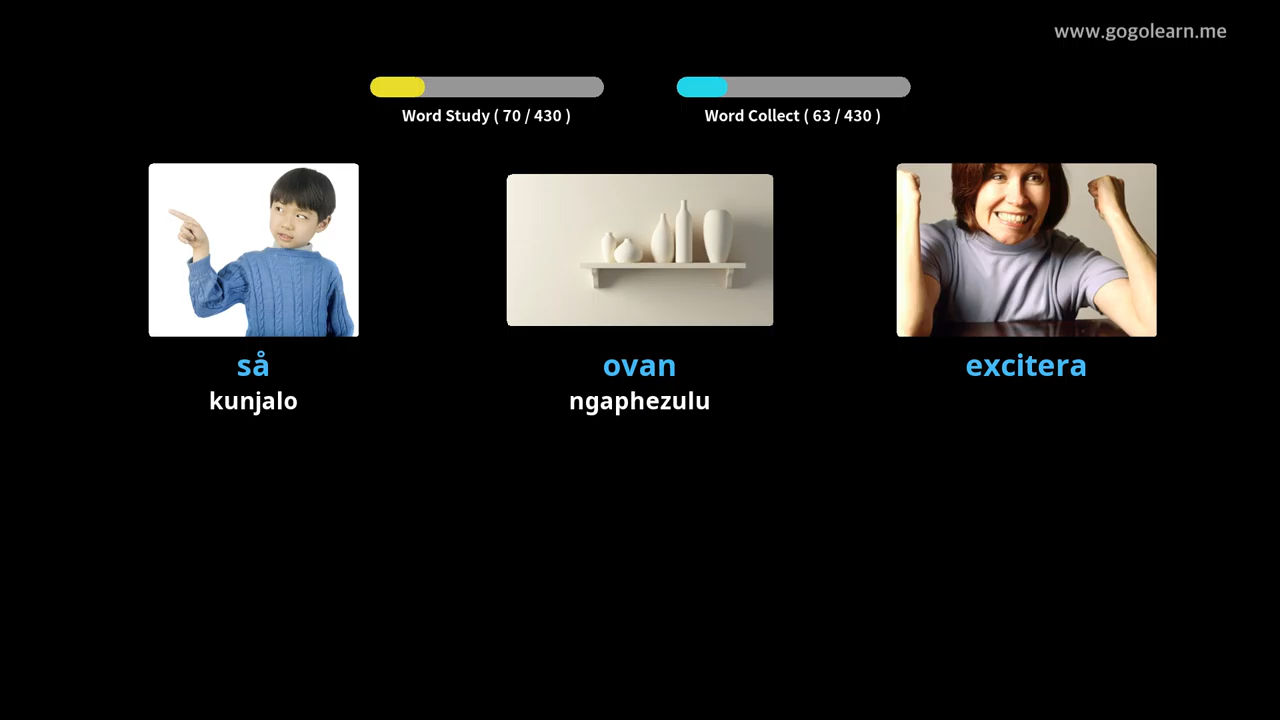 www.gogolearn.me
Word Study ( 70 / 430 )
Word Collect ( 63 / 430 )
så
kunjalo
ovan
ngaphezulu
excitera